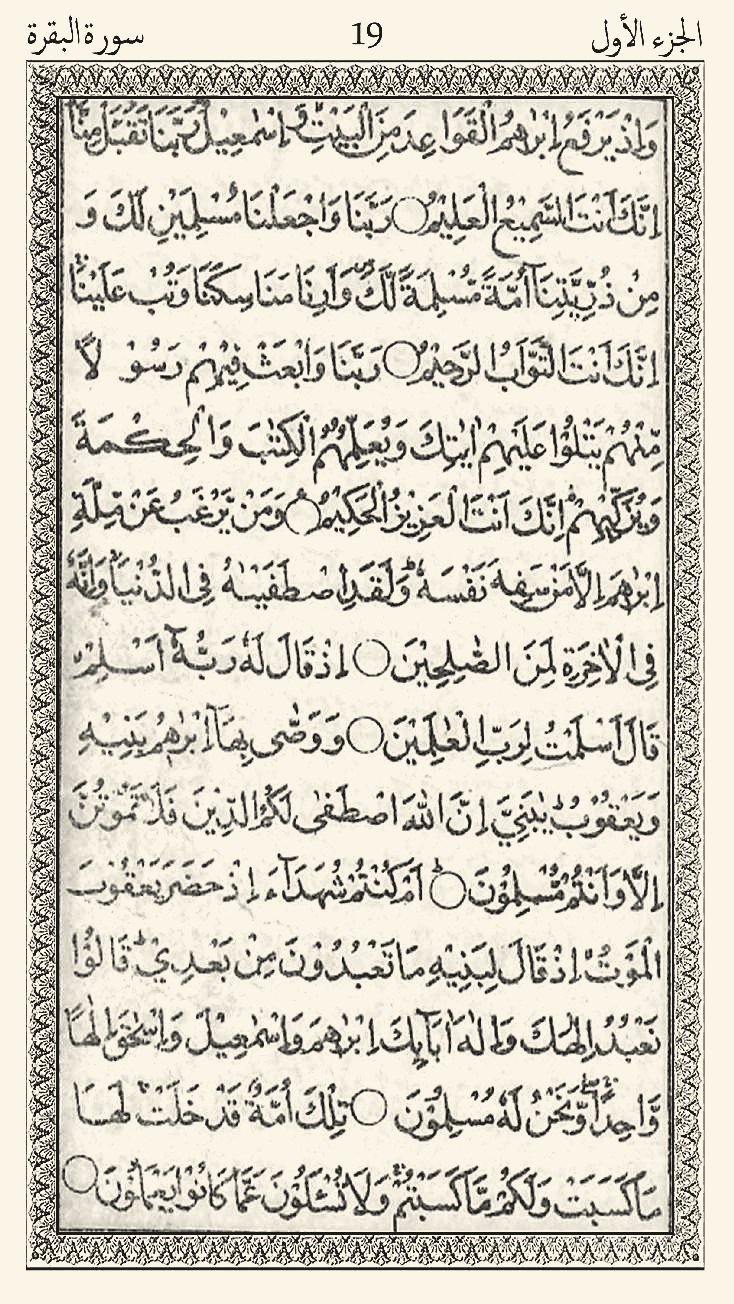 الجزء الأول
19
سورة البقرة
وَاِذْ يَرْفَعُ اِبْرٰهٖمُ الْقَوَاعِدَ مِنَ الْبَيْتِ وَاِسْمٰعِيْلُ رَبَّنَا تَقَبَّلْ مِنَّا
اِنَّكَ اَنْتَ السَّمِيْعُ الْعَلِيْمُ ○ رَبَّنَا وَاجْعَلْنَا مُسْلِمَيْنِ لَكَ وَ
مِنْ ذُرِّيَّتِنَآ اُمَّةً مُّسْلِمَةً لَّكَ وَاَرِنَا مَنَاسِكَنَا وَتُبْ عَلَيْنَا
اِنَّكَ اَنْتَ التَّوَّابُ الرَّحِيْمُ ○ رَبَّنَا وَابْعَثْ فِيْهِمْ رَسُوْلًا
مِّنْهُمْ يَتْلُوْا عَلَيْهِمْ اٰيٰتِكَ وَيُعَلِّمُهُمُ الْكِتٰبَ وَالْحِكْمَةَ
وَيُزَكِّيْهِمْ اِنَّكَ اَنْتَ الْعَزِيْزُ الْحَكِيْمُ ○ وَمَنْ يَّرْغَبُ عَنْ مِّلَّةِ
اِبْرٰهٖمَ اِلَّا مَنْ سَفِهَ نَفْسَهٗ وَلَقَدِ اصْطَفَيْنٰهُ فِى الدُّنْيَا وَاِنَّهٗ
فِى الْاٰخِرَةِ لَمِنَ الصّٰلِحِيْنَ ○ اِذْ قَالَ لَهٗ رَبُّهٗٓ اَسْلِمْ
قَالَ اَسْلَمْتُ لِرَبِّ الْعٰلَمِيْنَ ○ وَوَصّٰى بِهَآ اِبْرٰهٖمُ بَنِيْهِ
وَيَعْقُوْبُ يٰبَنِيَّ اِنَّ اللّٰهَ اصْطَفٰى لَكُمُ الدِّيْنَ فَلَا تَمُوْتُنَّ
اِلَّا وَاَنْتُمْ مُّسْلِمُوْنَ ○ اَمْ كُنْتُمْ شُهَدَآءَ اِذْ حَضَرَ يَعْقُوْبَ
الْمَوْتُ اِذْ قَالَ لِبَنِيْهِ مَا تَعْبُدُوْنَ مِنْ بَعْدِيْ قَالُوْا
نَعْبُدُ اِلٰهَكَ وَاِلٰهَ اٰبَآىِٕكَ اِبْرٰهٖمَ وَاِسْمٰعِيْلَ وَاِسْحٰقَ اِلٰهًا
وَّاحِدًا وَّنَحْنُ لَهٗ مُسْلِمُوْنَ ○ تِلْكَ اُمَّةٌ قَدْ خَلَتْ لَهَا
مَا كَسَبَتْ وَلَكُمْ مَّا كَسَبْتُمْ وَلَا تُسْـَٔلُوْنَ عَمَّا كَانُوْا يَعْمَلُوْنَ ○